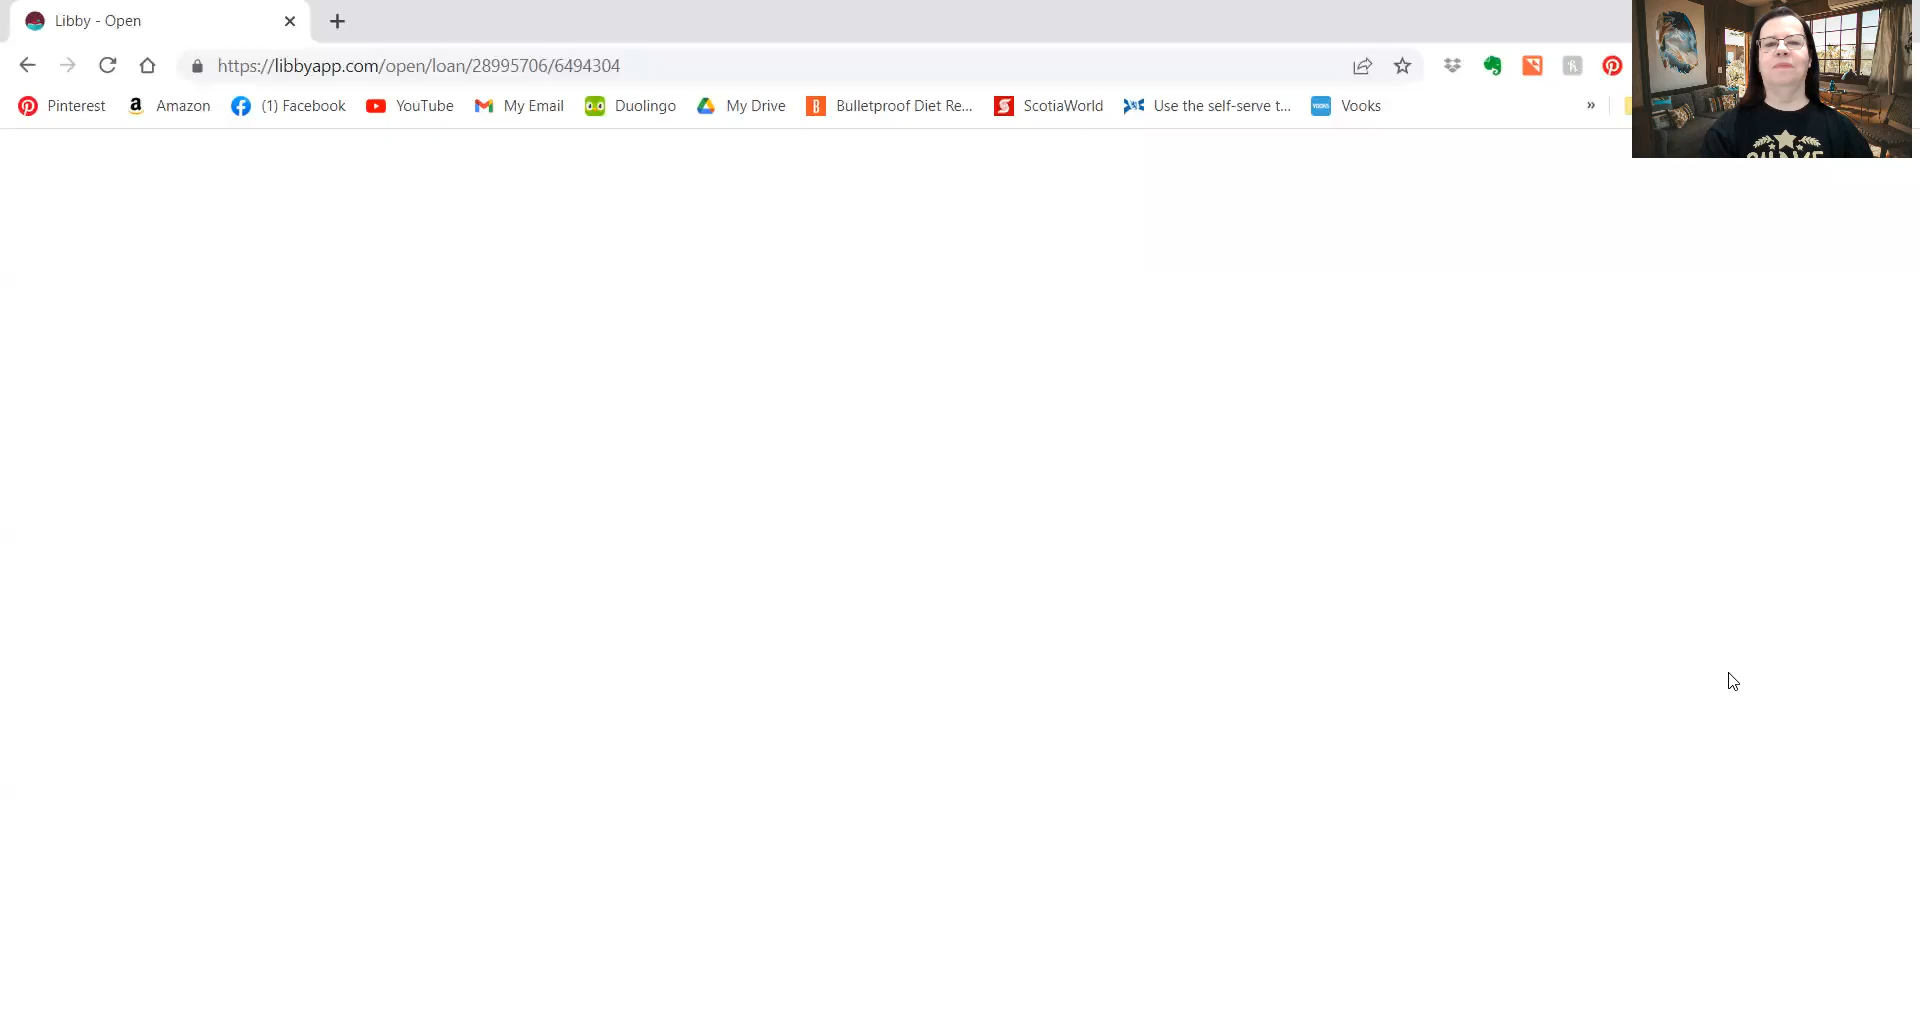 Libby - Open
https://libbyapp.com/open/loan/28995706/6494304
Pinterest Amazon (1) Facebook YouTube My Email Duolingo My Drive Bulletproof Diet Re... ScotiaWorld Use the self-serve t... Vooks »